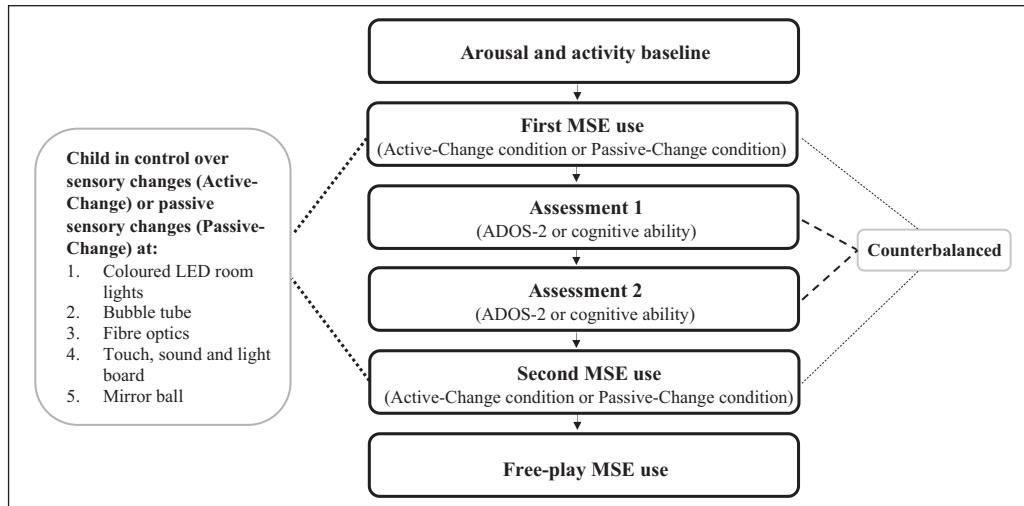 Arousal and activity baseline
First MSE use
(Active-Change condition or Passive-Change condition)
Child in control over
sensory changes (Active-
Change) or passive
sensory changes (Passive-
Change) at:
1. Coloured LED room
lights
2. Bubble tube
3. Fibre optics
4. Touch, sound and light
board
5. Mirror ball
Assessment 1
(ADOS-2 or cognitive ability)
Counterbalanced
Assessment 2
(ADOS-2 or cognitive ability)
Second MSE use
(Active-Change condition or Passive-Change condition)
Free-play MSE use